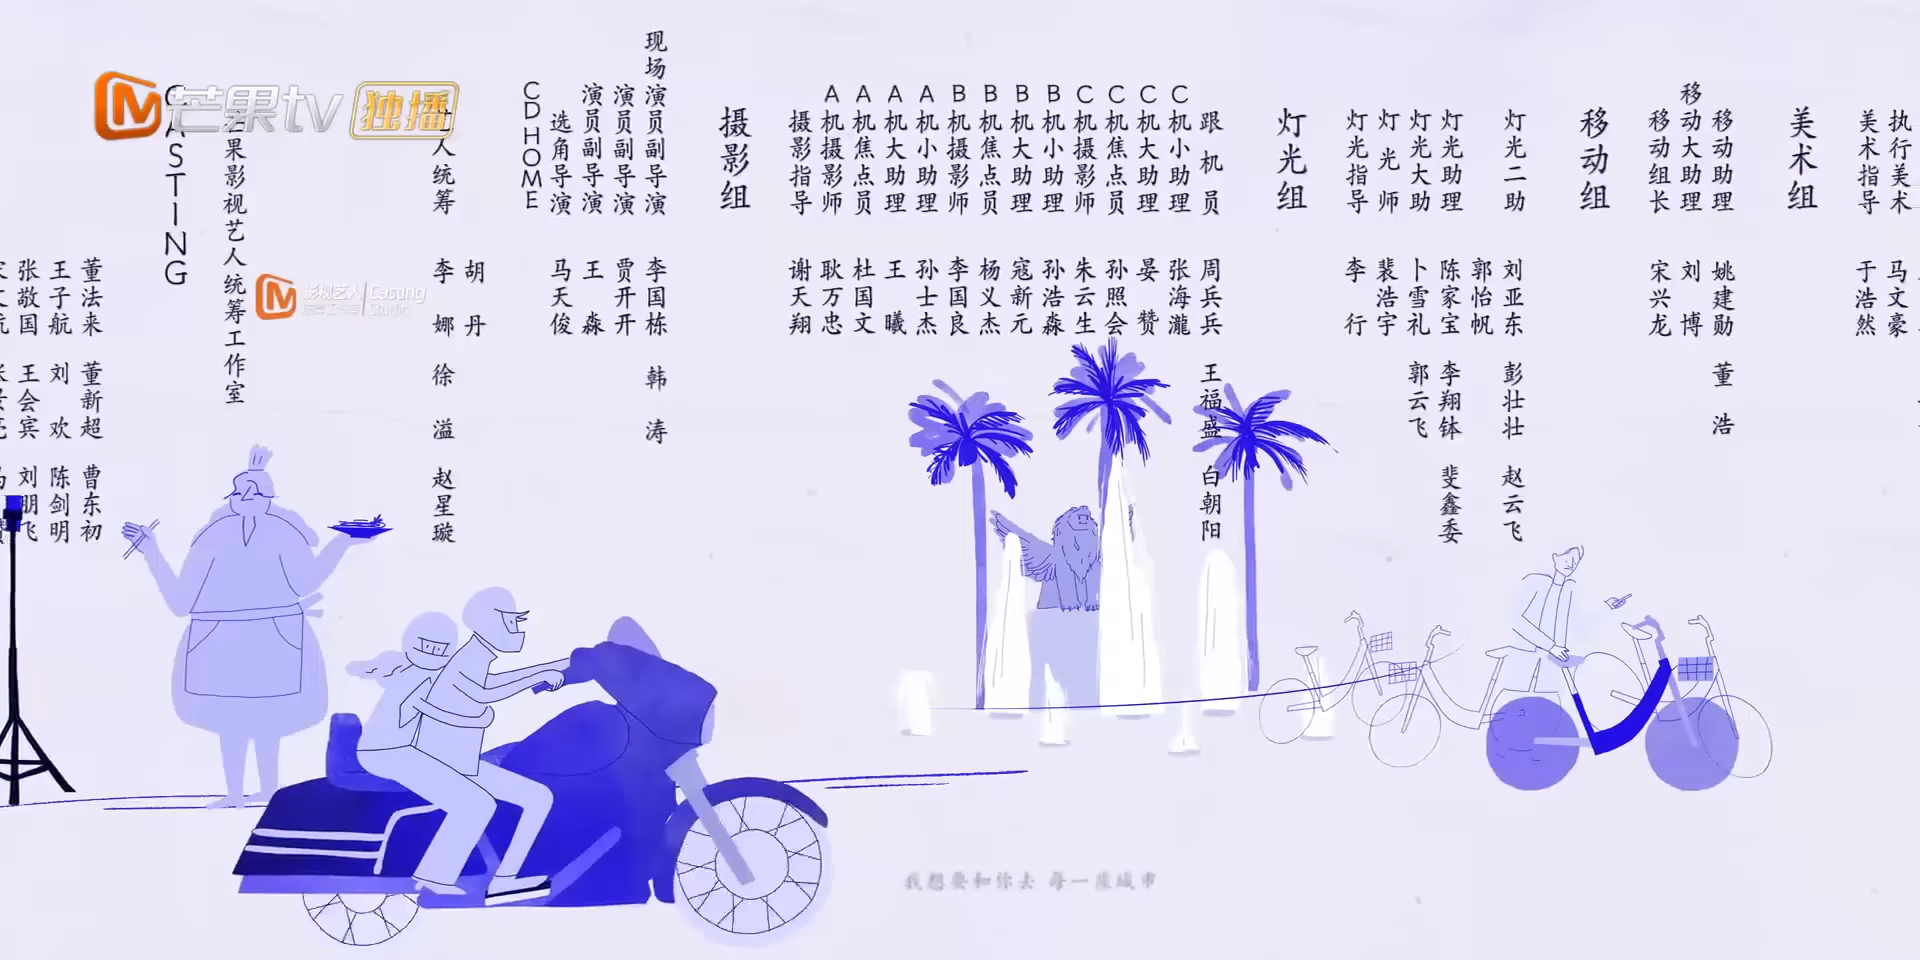 芒果tv 独播
张敬国 王会宾 刘朋飞
王子航 刘欢 陈剑明
董法来 董新超 曹东初
CASTING
芒果影视艺人统筹工作室
Casting Studio
艺人统筹 李娜 徐溢 赵星璇
胡丹
CDHOME
选角导演 马天俊
演员副导演 王淼
演员副导演 贾开开
现场演员副导演 李国栋 韩涛
摄影组
摄影指导 谢天翔
A机摄影师 耿万忠
A机焦点员 杜国文
A机大助理 王曦
A机小助理 孙士杰
B机摄影师 李国良
B机焦点员 杨义杰
B机大助理 寇新元
B机小助理 孙浩淼
C机摄影师 朱云生
C机焦点员 孙照会
C机大助理 晏赞
C机小助理 张海瀧
跟机员 周兵兵 王福盛 白朝阳
灯光组
灯光指导 李行
灯光师 裴浩宇
灯光大助 卜雪礼 郭云飞
灯光助理 陈家宝 李翔钵 斐鑫委
郭怡帆
灯光二助 刘亚东 彭壮壮 赵云飞
移动组
移动组长 宋兴龙
移动大助理 刘博
移动助理 姚建勋 董浩
美术组
美术指导 于浩然
执行美术 马文豪
我想要和你去 每一座城市